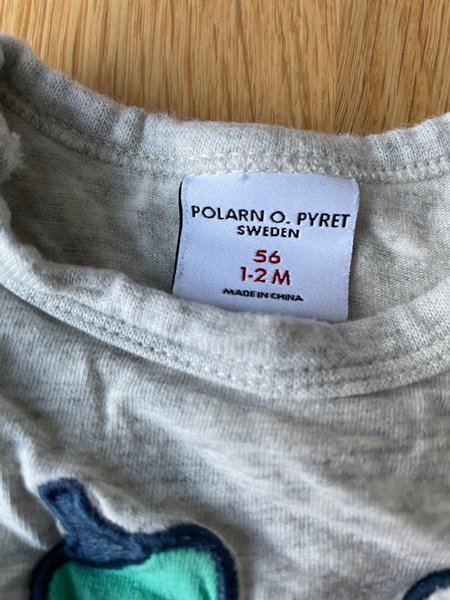 POLARN O. PYRET
SWEDEN
56
1-2 M
MADE IN CHINA